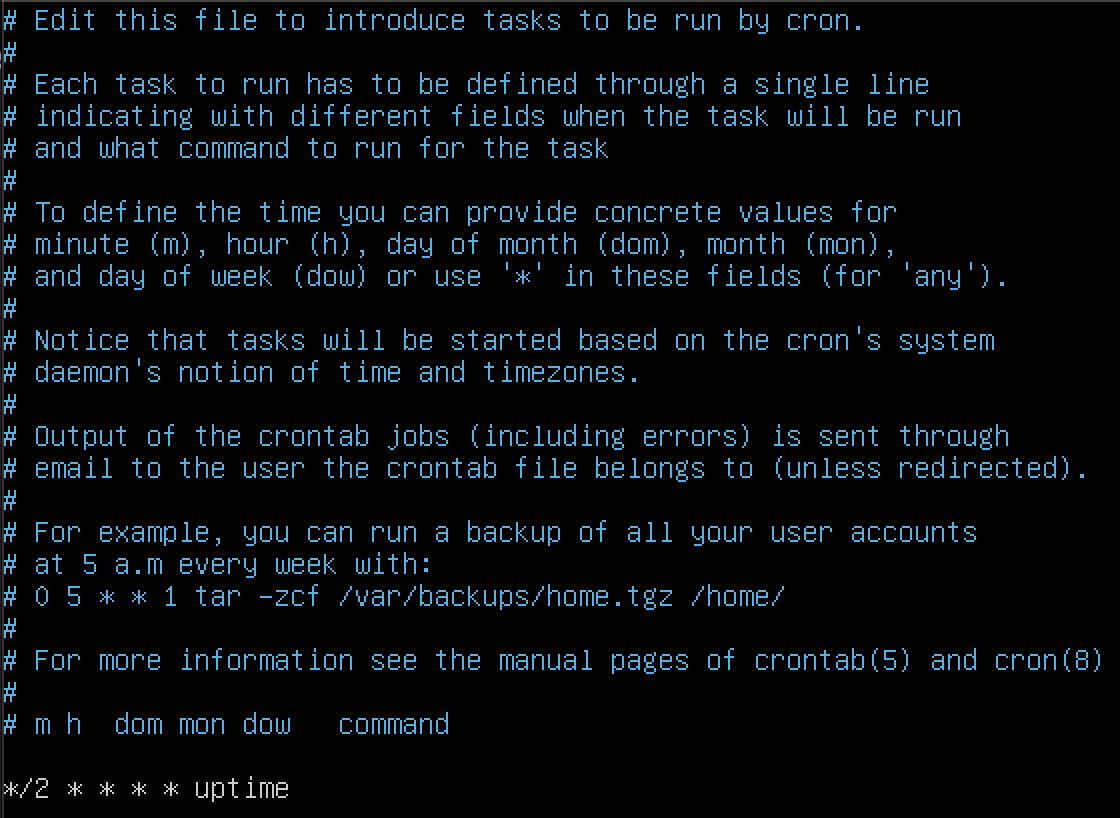 # Edit this file to introduce tasks to be run by cron.
#
# Each task to run has to be defined through a single line
# indicating with different fields when the task will be run
# and what command to run for the task
#
# To define the time you can provide concrete values for
# minute (m), hour (h), day of month (dom), month (mon),
# and day of week (dow) or use '*' in these fields (for 'any').
#
# Notice that tasks will be started based on the cron's system
# daemon's notion of time and timezones.
#
# Output of the crontab jobs (including errors) is sent through
# email to the user the crontab file belongs to (unless redirected).
#
# For example, you can run a backup of all your user accounts
# at 5 a.m every week with:
# 0 5 * * 1 tar -zcf /var/backups/home.tgz /home/
#
# For more information see the manual pages of crontab(5) and cron(8)
#
# m h  dom mon dow   command

*/2 * * * * uptime